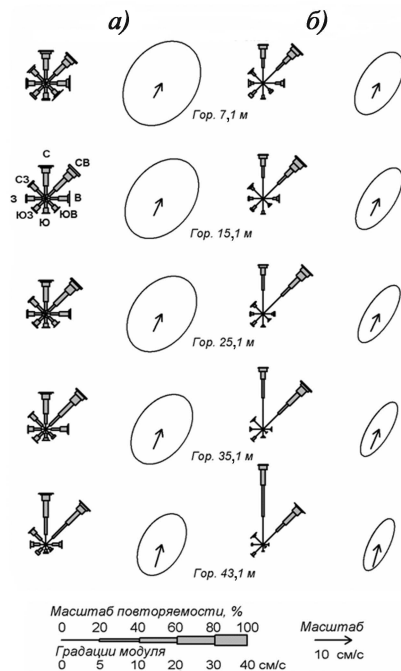 а) б)
Гор. 7,1 м
С
СВ
СЗ
З В
ЮЗ ЮВ
Ю
Гор. 15,1 м
Гор. 25,1 м
Гор. 35,1 м
Гор. 43,1 м
Масштаб повторяемости, %
0 20 40 60 80 100
Градации модуля
0 5 10 20 30 40 см/с
Масштаб
10 см/с